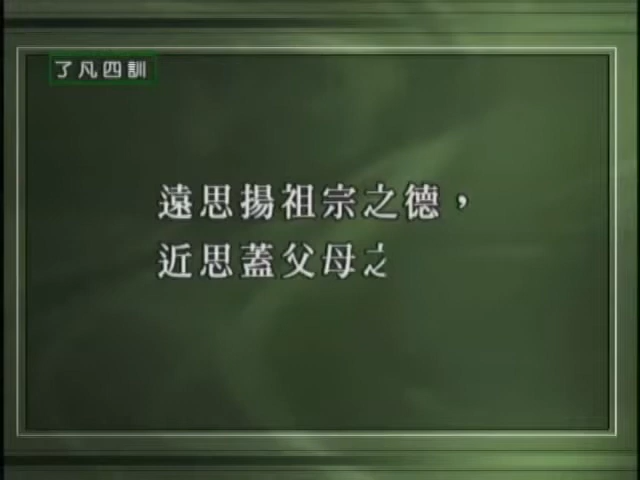 了凡四訓
遠思揚祖宗之德，
近思蓋父母之